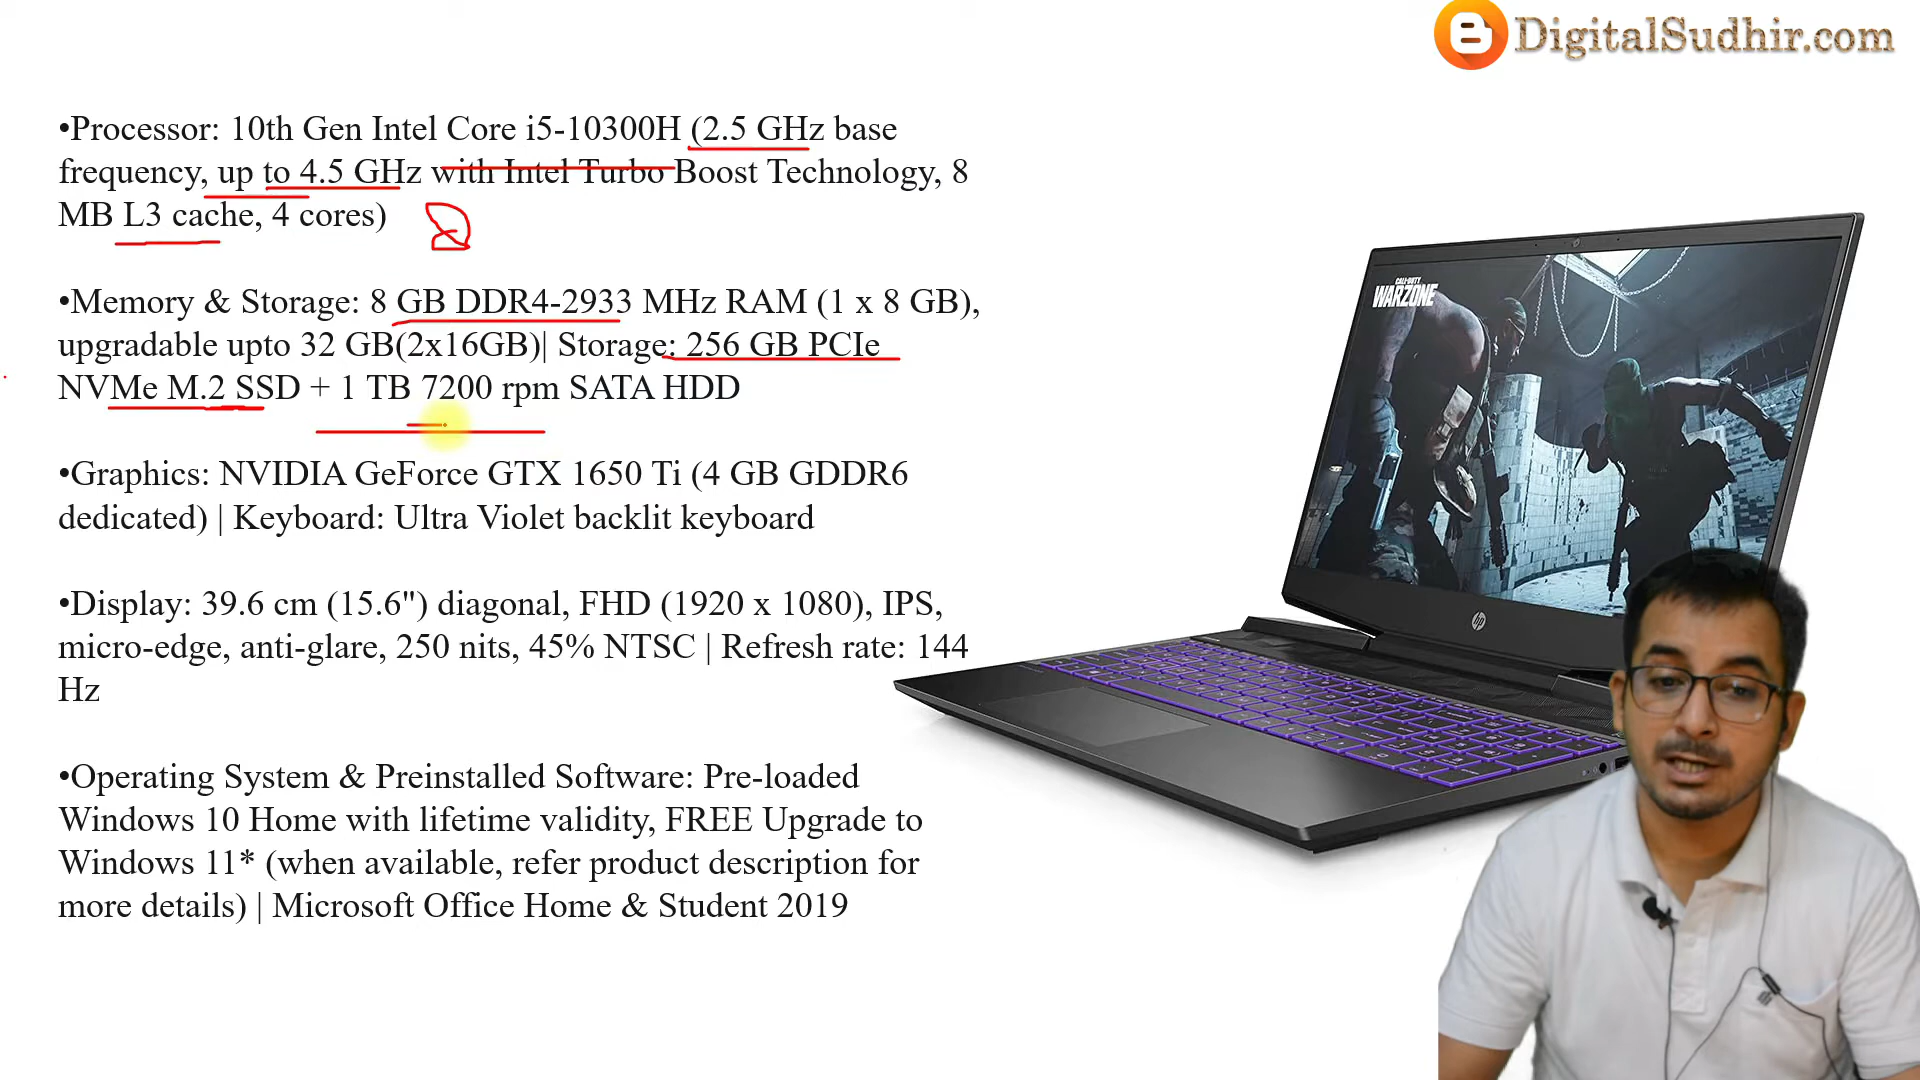 DigitalSudhir.com
•Processor: 10th Gen Intel Core i5-10300H (2.5 GHz base
frequency, up to 4.5 GHz with Intel Turbo Boost Technology, 8
MB L3 cache, 4 cores)
•Memory & Storage: 8 GB DDR4-2933 MHz RAM (1 x 8 GB),
upgradable upto 32 GB(2x16GB)| Storage: 256 GB PCIe
NVMe M.2 SSD + 1 TB 7200 rpm SATA HDD
•Graphics: NVIDIA GeForce GTX 1650 Ti (4 GB GDDR6
dedicated) | Keyboard: Ultra Violet backlit keyboard
•Display: 39.6 cm (15.6") diagonal, FHD (1920 x 1080), IPS,
micro-edge, anti-glare, 250 nits, 45% NTSC | Refresh rate: 144
Hz
•Operating System & Preinstalled Software: Pre-loaded
Windows 10 Home with lifetime validity, FREE Upgrade to
Windows 11* (when available, refer product description for
more details) | Microsoft Office Home & Student 2019
CALL OF DUTY
WARZONE
hp